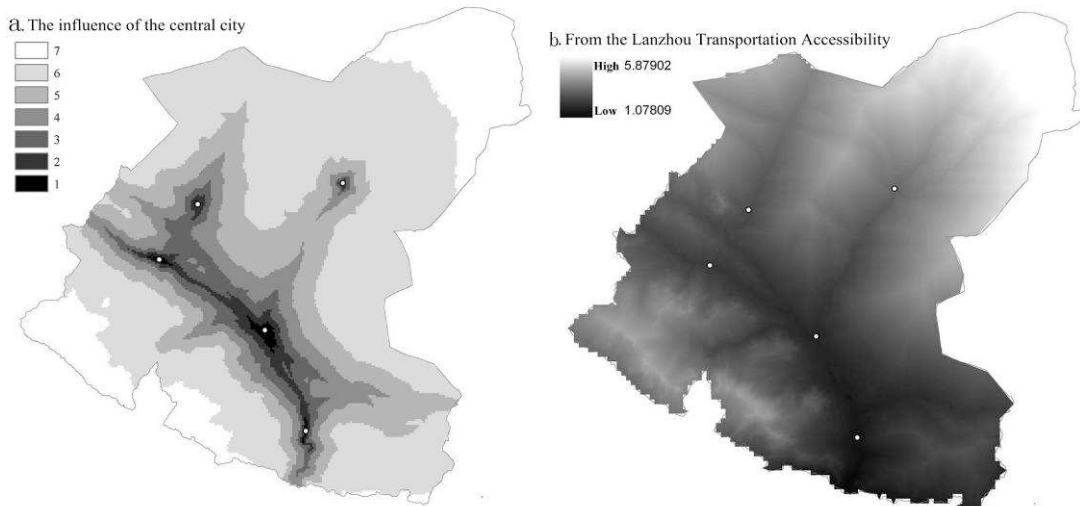 a. The influence of the central city
7
6
5
4
3
2
1
b. From the Lanzhou Transportation Accessibility
High 5.87902
Low 1.07809